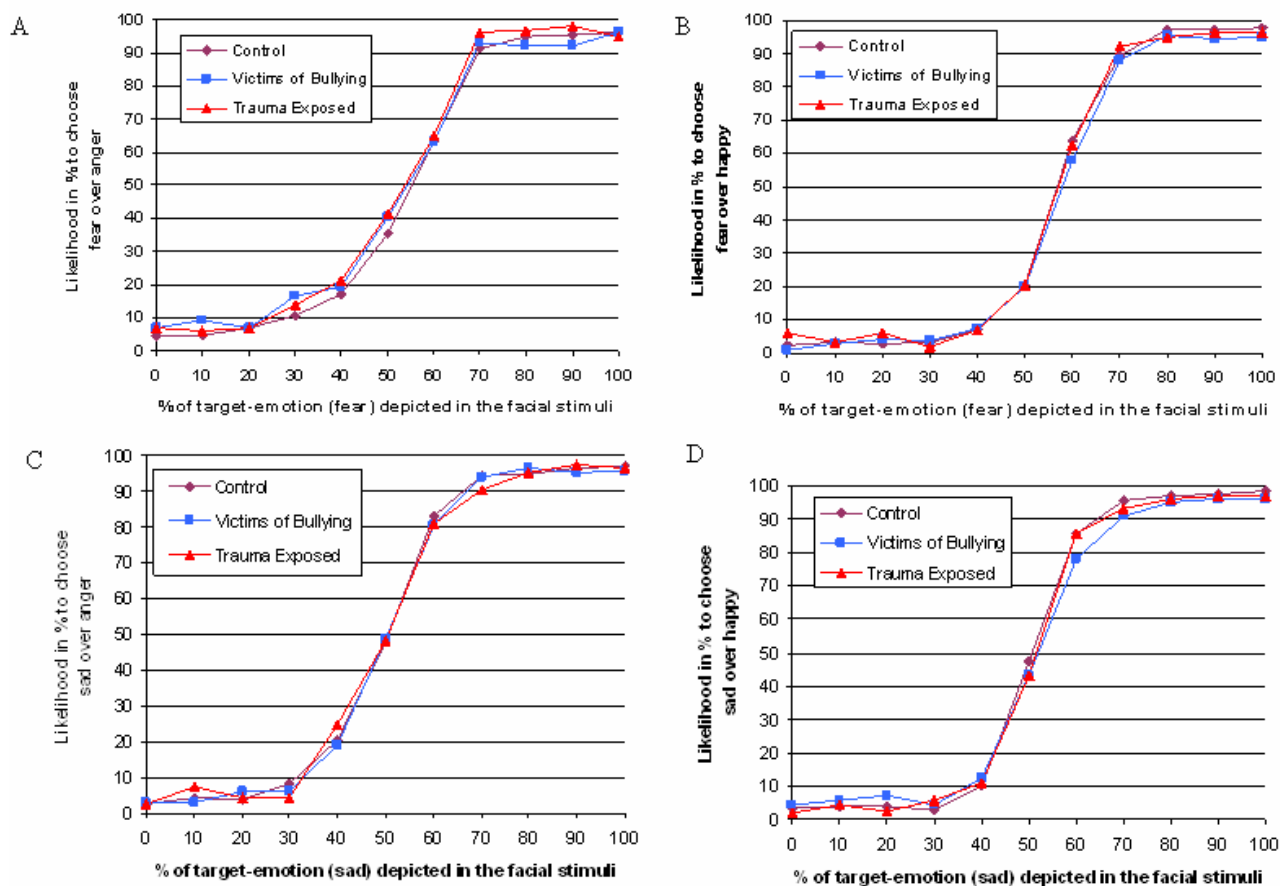 A
Likelihood in % to choose
fear over anger
100
90
80
70
60
50
40
30
20
10
0
Control
Victims of Bullying
Trauma Exposed
0 10 20 30 40 50 60 70 80 90 100
% of target-emotion (fear) depicted in the facial stimuli
B
Likelihood in % to choose
fear over happy
100
90
80
70
60
50
40
30
20
10
0
Control
Victims of Bullying
Trauma Exposed
0 10 20 30 40 50 60 70 80 90 100
% of target-emotion (fear) depicted in the facial stimuli
C
Likelihood in % to choose
sad over anger
100
90
80
70
60
50
40
30
20
10
0
Control
Victims of Bullying
Trauma Exposed
0 10 20 30 40 50 60 70 80 90 100
% of target-emotion (sad) depicted in the facial stimuli
D
Likelihood in % to choose
sad over happy
100
90
80
70
60
50
40
30
20
10
0
Control
Victims of Bullying
Trauma Exposed
0 10 20 30 40 50 60 70 80 90 100
% of target-emotion (sad) depicted in the facial stimuli